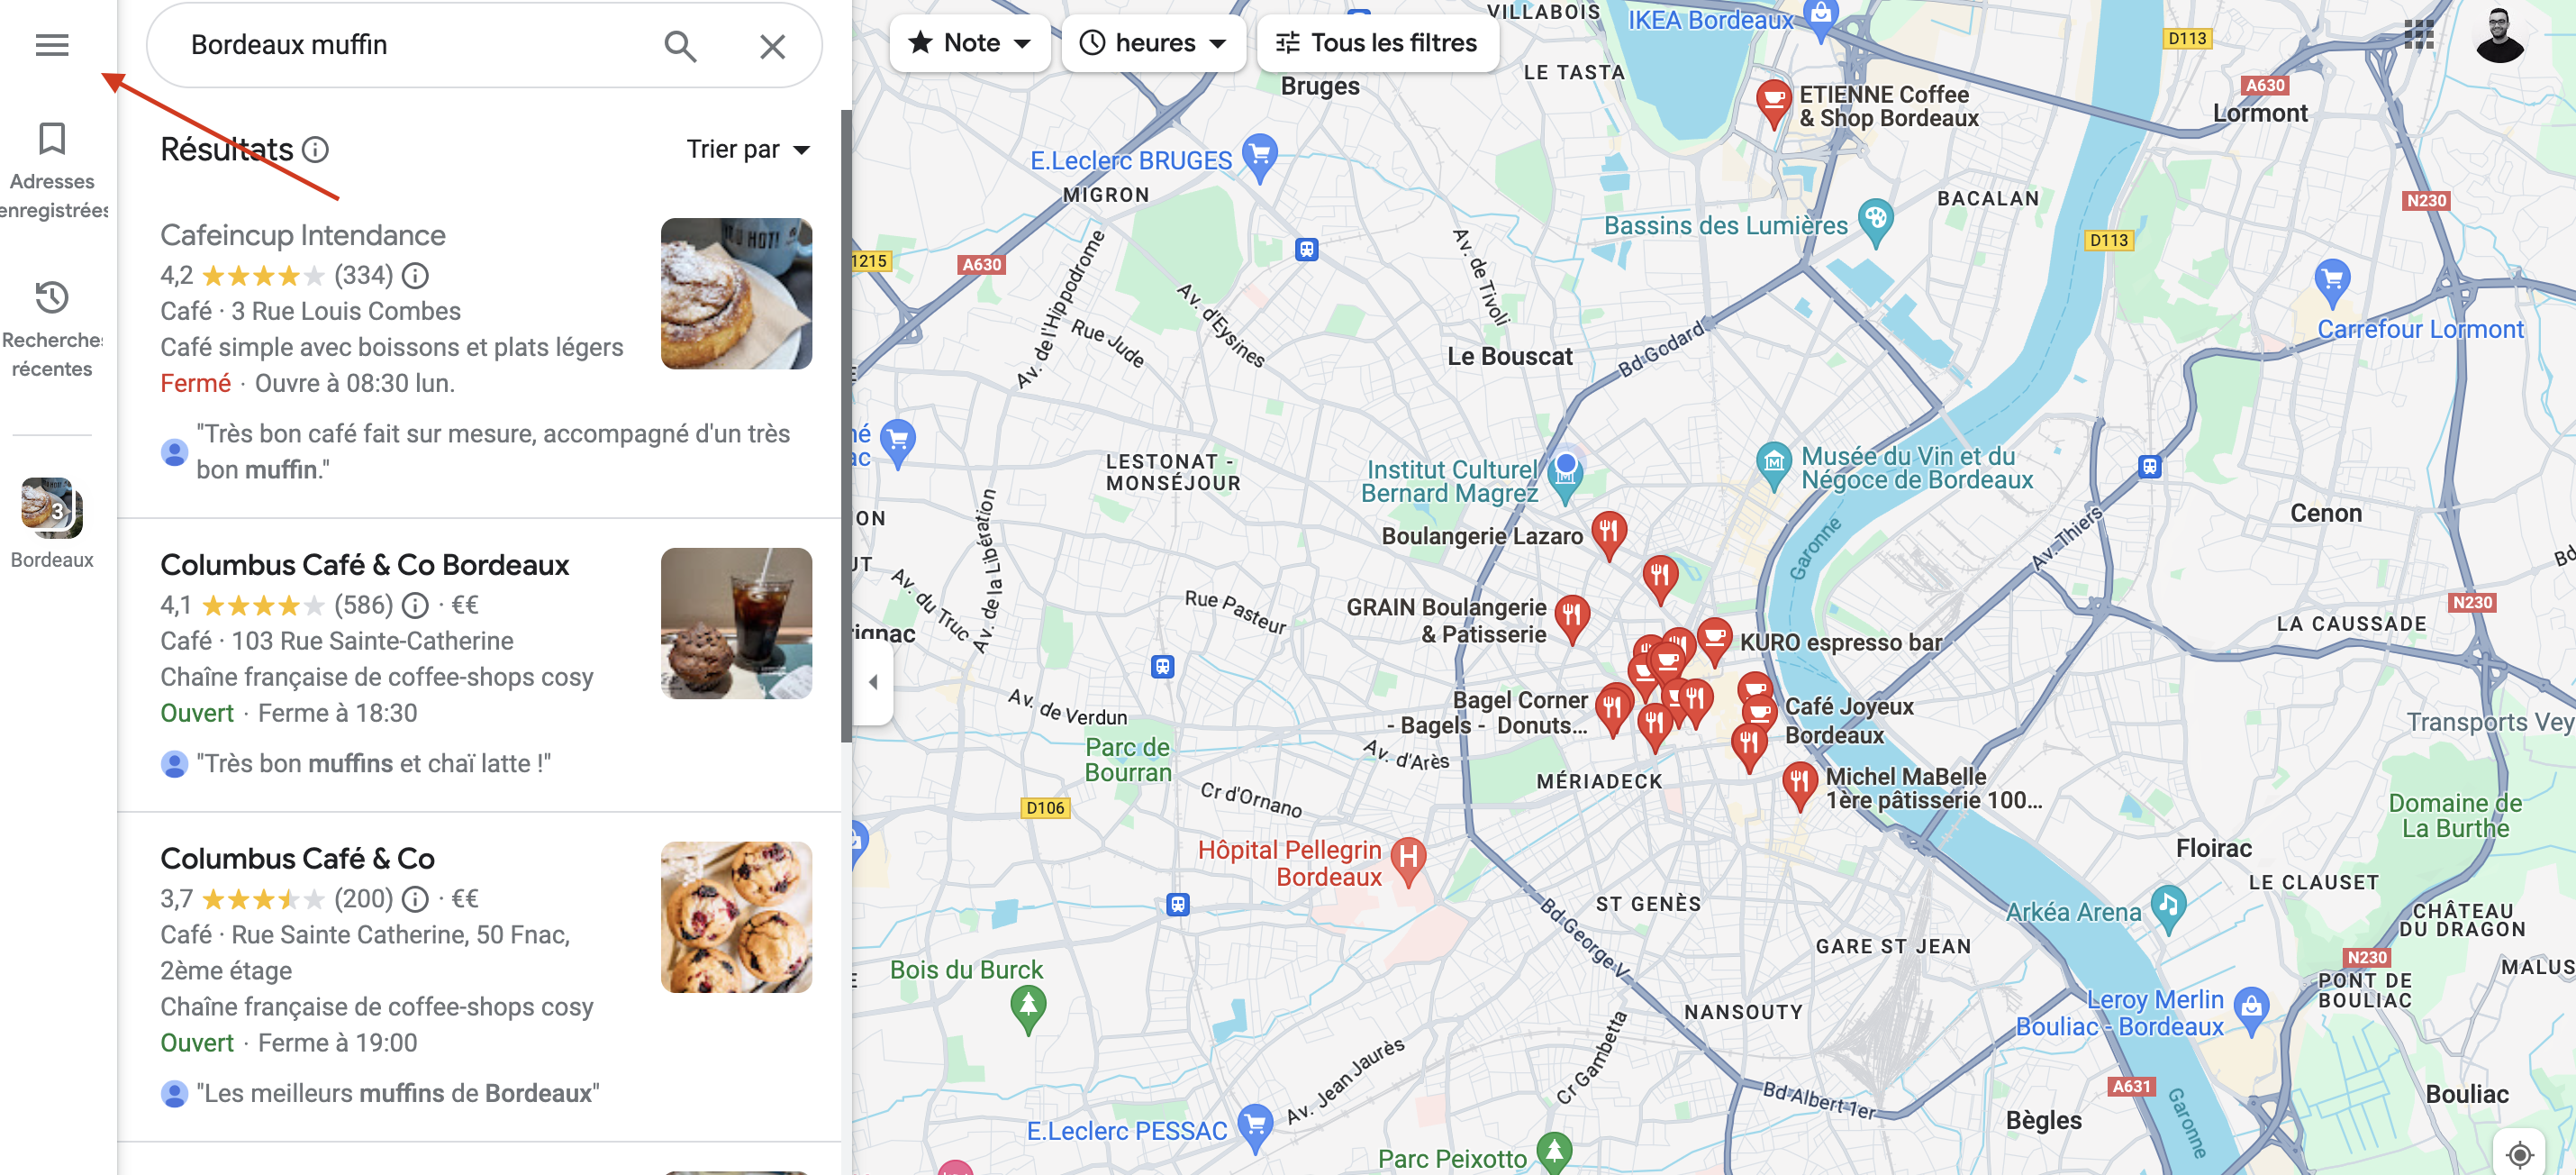 Bordeaux muffin
Adresses
enregistrées
Recherches
récentes
3
Bordeaux
Résultats
Trier par
Cafeincup Intendance
4,2 (334)
Café · 3 Rue Louis Combes
Café simple avec boissons et plats légers
Fermé · Ouvre à 08:30 lun.
"Très bon café fait sur mesure, accompagné d'un très
bon muffin."
Columbus Café & Co Bordeaux
4,1 (586) · €€
Café · 103 Rue Sainte-Catherine
Chaîne française de coffee-shops cosy
Ouvert · Ferme à 18:30
"Très bon muffins et chaï latte !"
Columbus Café & Co
3,7 (200) · €€
Café · Rue Sainte Catherine, 50 Fnac,
2ème étage
Chaîne française de coffee-shops cosy
Ouvert · Ferme à 19:00
"Les meilleurs muffins de Bordeaux"
Note
heures
Tous les filtres
VILLABOIS
IKEA Bordeaux
D113
LE TASTA
Bruges
A630
Lormont
ETIENNE Coffee
& Shop Bordeaux
E.Leclerc BRUGES
MIGRON
BACALAN
N230
Bassins des Lumières
D113
1215
A630
Av. de l'Hippodrome
Av. de Tivoli
Av. d'Eysines
Rue Jude
Le Bouscat
Bd Godard
Carrefour Lormont
LESTONAT -
MONSÉJOUR
Institut Culturel
Bernard Magrez
Musée du Vin et du
Négoce de Bordeaux
Cenon
Av. Thiers
Garonne
Boulangerie Lazaro
Av. de la Libération
Av. du Truc
Rue Pasteur
GRAIN Boulangerie
& Patisserie
KURO espresso bar
N230
LA CAUSSADE
Bagel Corner
- Bagels - Donuts...
Café Joyeux
Bordeaux
Av. de Verdun
Parc de
Bourran
Av. d'Arès
MÉRIADECK
Michel MaBelle
1ère pâtisserie 100...
Transports Vey
D106
Cr d'Ornano
Domaine de
La Burthe
Hôpital Pellegrin
Bordeaux
Floirac
LE CLAUSET
ST GENÈS
Bd George V
Arkéa Arena
CHÂTEAU
DU DRAGON
GARE ST JEAN
N230
PONT DE
BOULIAC
MALUS
Bois du Burck
NANSOUTY
Leroy Merlin
Bouliac - Bordeaux
Av. Jean Jaurès
Cr Gambetta
A631
Bd Albert 1er
Garonne
Bouliac
Bègles
E.Leclerc PESSAC
Parc Peixotto